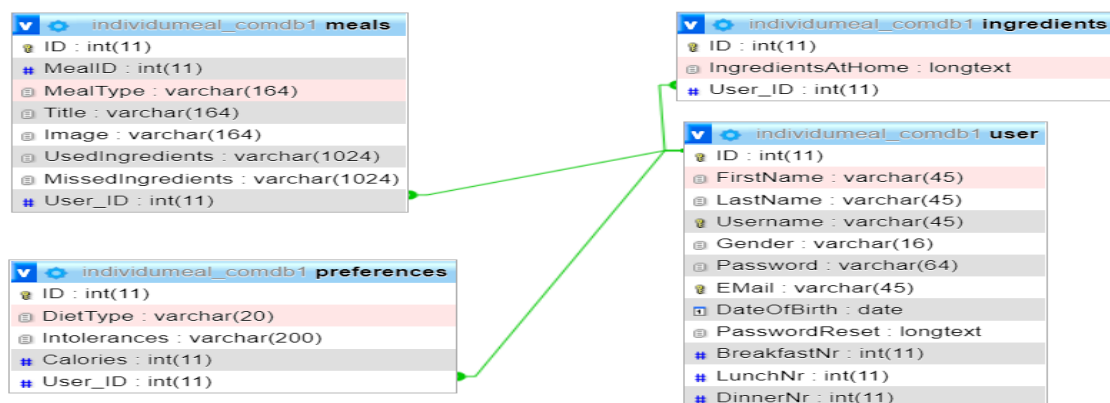 individumeal_comdb1 meals
ID : int(11)
MealID : int(11)
MealType : varchar(164)
Title : varchar(164)
Image : varchar(164)
UsedIngredients : varchar(1024)
MissedIngredients : varchar(1024)
User_ID : int(11)
individumeal_comdb1 ingredients
ID : int(11)
IngredientsAtHome : longtext
User_ID : int(11)
individumeal_comdb1 user
ID : int(11)
FirstName : varchar(45)
LastName : varchar(45)
Username : varchar(45)
Gender : varchar(16)
Password : varchar(64)
EMail : varchar(45)
DateOfBirth : date
PasswordReset : longtext
BreakfastNr : int(11)
LunchNr : int(11)
DinnerNr : int(11)
individumeal_comdb1 preferences
ID : int(11)
DietType : varchar(20)
Intolerances : varchar(200)
Calories : int(11)
User_ID : int(11)